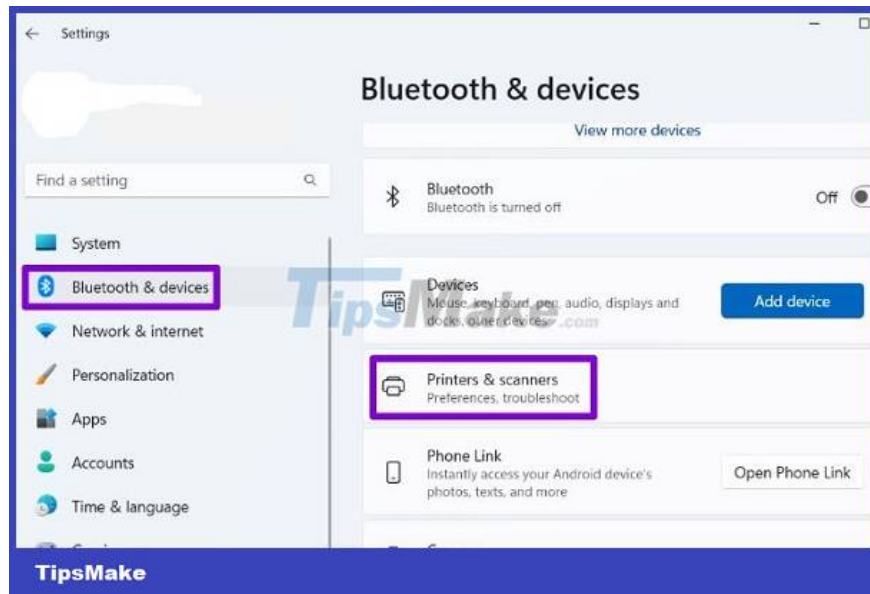 Settings
Bluetooth & devices
View more devices
Find a setting
Bluetooth
Bluetooth is turned off
Off
System
Bluetooth & devices
Network & internet
Personalization
Apps
Accounts
Time & language
Devices
Mouse, keyboard, pen, audio, displays and
docks, other devices
Add device
TipsMake.com
Printers & scanners
Preferences, troubleshoot
Phone Link
Instantly access your Android device's
photos, texts, and more
Open Phone Link
TipsMake